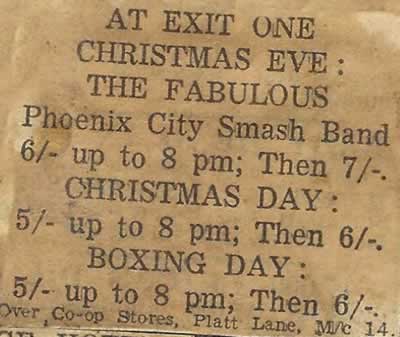 AT EXIT ONE
CHRISTMAS EVE:
THE FABULOUS
Phoenix City Smash Band
6/- up to 8 pm; Then 7/-.
CHRISTMAS DAY:
5/- up to 8 pm; Then 6/-.
BOXING DAY:
5/- up to 8 pm; Then 6/-.
Over Co-op Stores, Platt Lane, M/c 14.